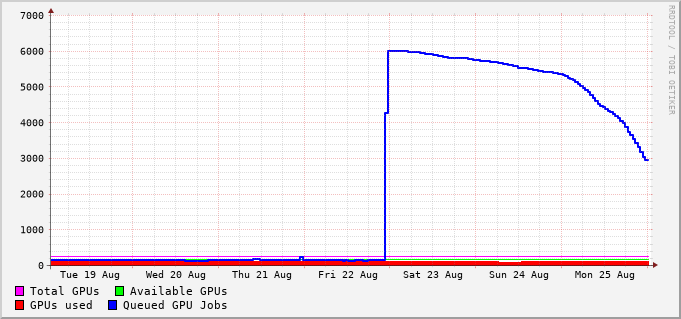 7000
6000
5000
4000
3000
2000
1000
0
Tue 19 Aug Wed 20 Aug Thu 21 Aug Fri 22 Aug Sat 23 Aug Sun 24 Aug Mon 25 Aug
Total GPUs Available GPUs
GPUs used Queued GPU Jobs
RRDTOOL / TOBI OETIKER